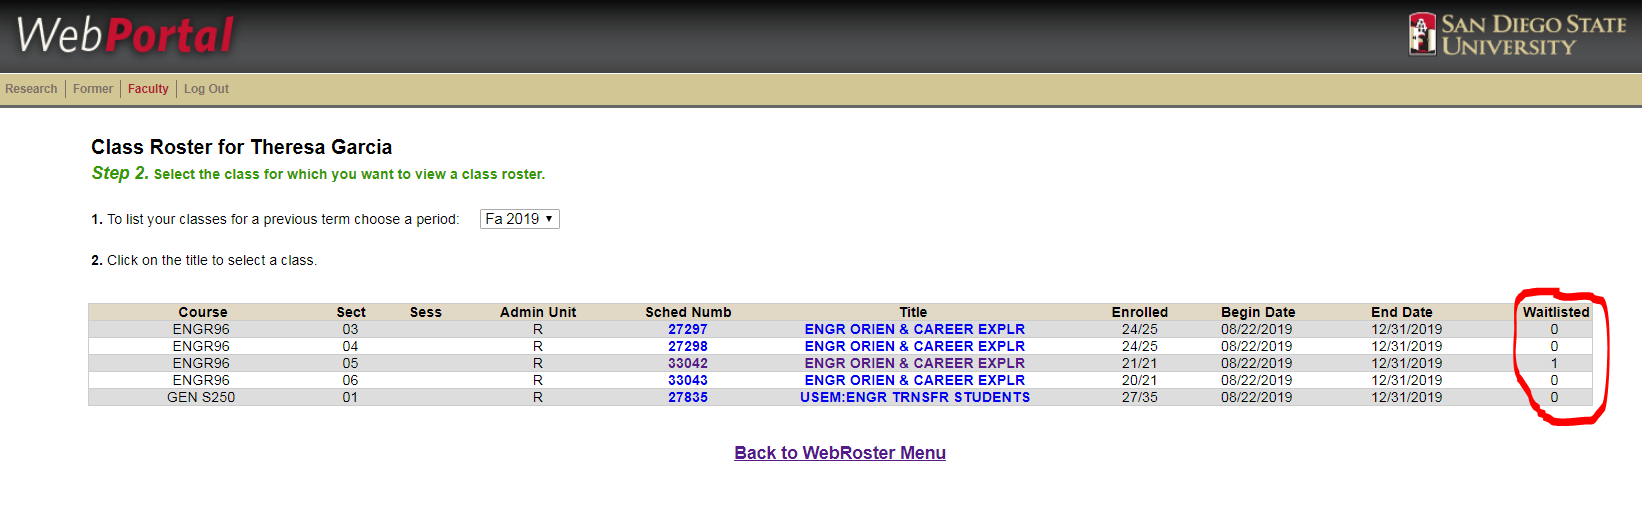 WebPortal
SAN DIEGO STATE
UNIVERSITY
Research Former Faculty Log Out
Class Roster for Theresa Garcia
Step 2. Select the class for which you want to view a class roster.
1. To list your classes for a previous term choose a period: Fa 2019
2. Click on the title to select a class.
Course Sect Sess Admin Unit Sched Numb Title Enrolled Begin Date End Date Waitlisted
ENGR96 03 R 27297 ENGR ORIEN & CAREER EXPLR 24/25 08/22/2019 12/31/2019 0
ENGR96 04 R 27298 ENGR ORIEN & CAREER EXPLR 24/25 08/22/2019 12/31/2019 0
ENGR96 05 R 33042 ENGR ORIEN & CAREER EXPLR 21/21 08/22/2019 12/31/2019 1
ENGR96 06 R 33043 ENGR ORIEN & CAREER EXPLR 20/21 08/22/2019 12/31/2019 0
GEN S250 01 R 27835 USEM:ENGR TRNSFR STUDENTS 27/35 08/22/2019 12/31/2019 0
Back to WebRoster Menu